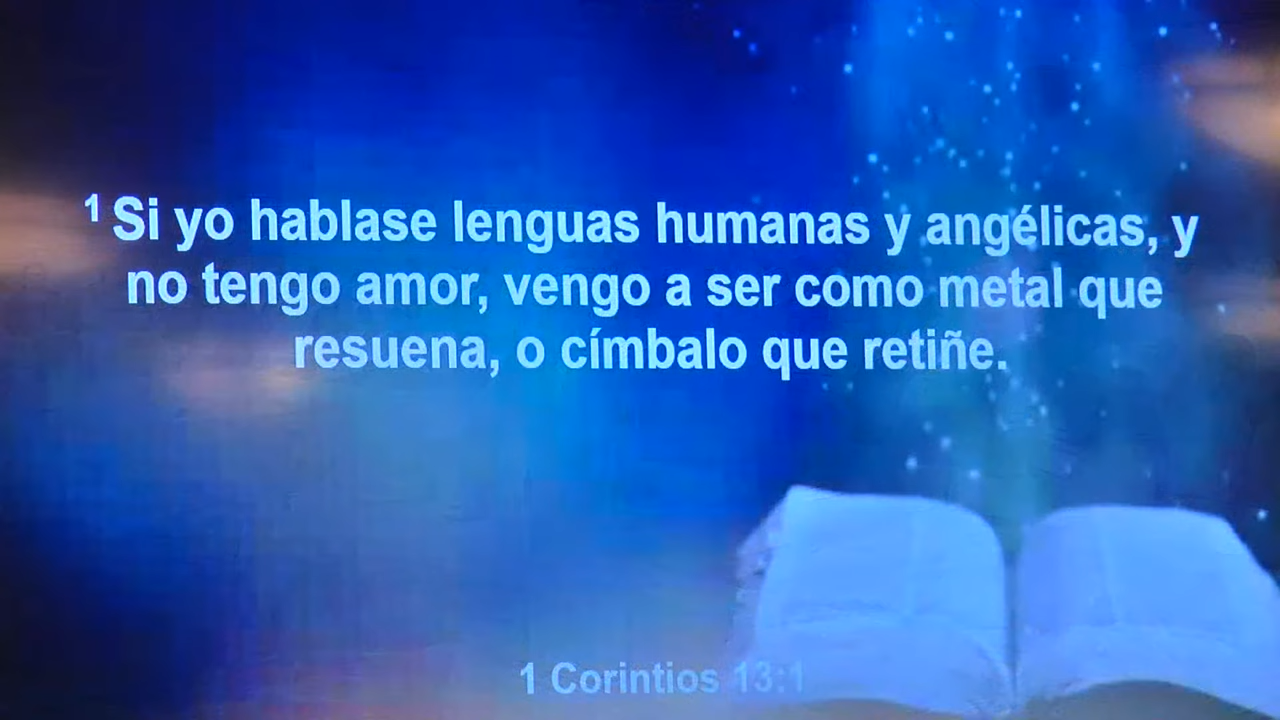 1 Si yo hablase lenguas humanas y angélicas, y
no tengo amor, vengo a ser como metal que
resuena, o címbalo que retiñe.
1 Corintios 13:1